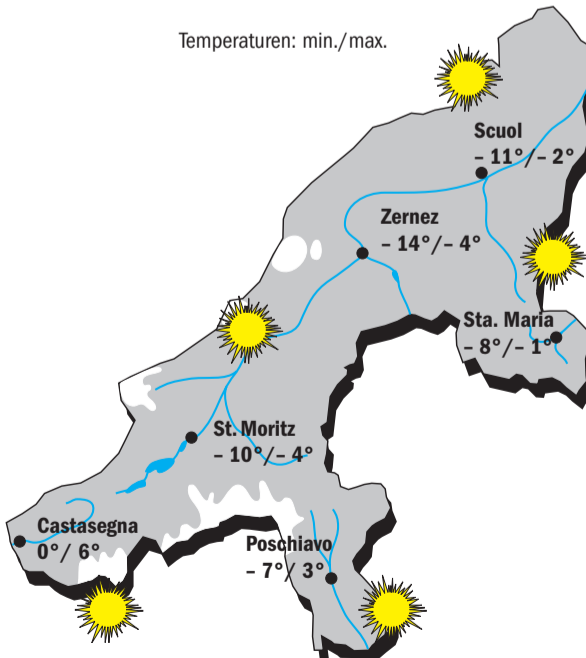 Temperaturen: min./max.
Scuol
– 11°/– 2°
Zernez
– 14°/– 4°
Sta. Maria
– 8°/– 1°
St. Moritz
– 10°/– 4°
Castasegna
0°/ 6°
Poschiavo
– 7°/ 3°